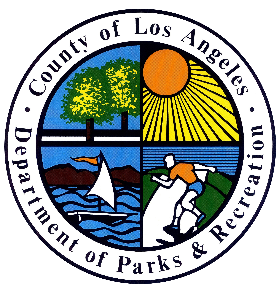 County of Los Angeles
Department of Parks & Recreation